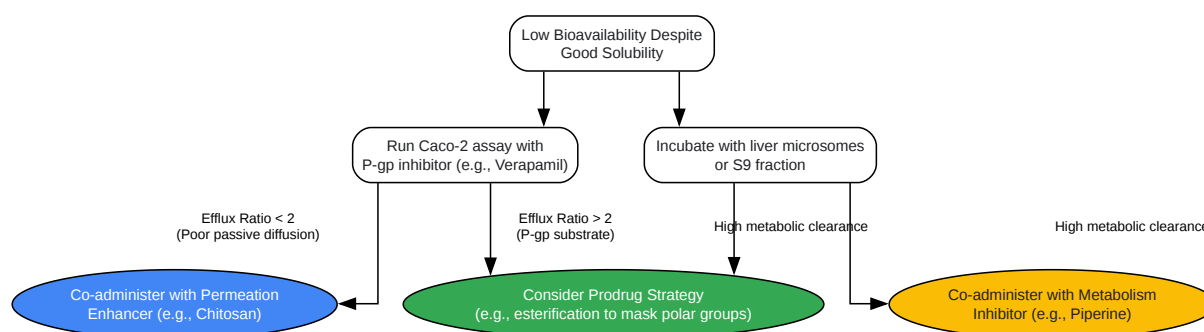 Low Bioavailability Despite
Good Solubility
Run Caco-2 assay with
P-gp inhibitor (e.g., Verapamil)
Incubate with liver microsomes
or S9 fraction
Efflux Ratio < 2
(Poor passive diffusion)
Efflux Ratio > 2
(P-gp substrate)
High metabolic clearance
High metabolic clearance
Co-administer with Permeation
Enhancer (e.g., Chitosan)
Consider Prodrug Strategy
(e.g., esterification to mask polar groups)
Co-administer with Metabolism
Inhibitor (e.g., Piperine)